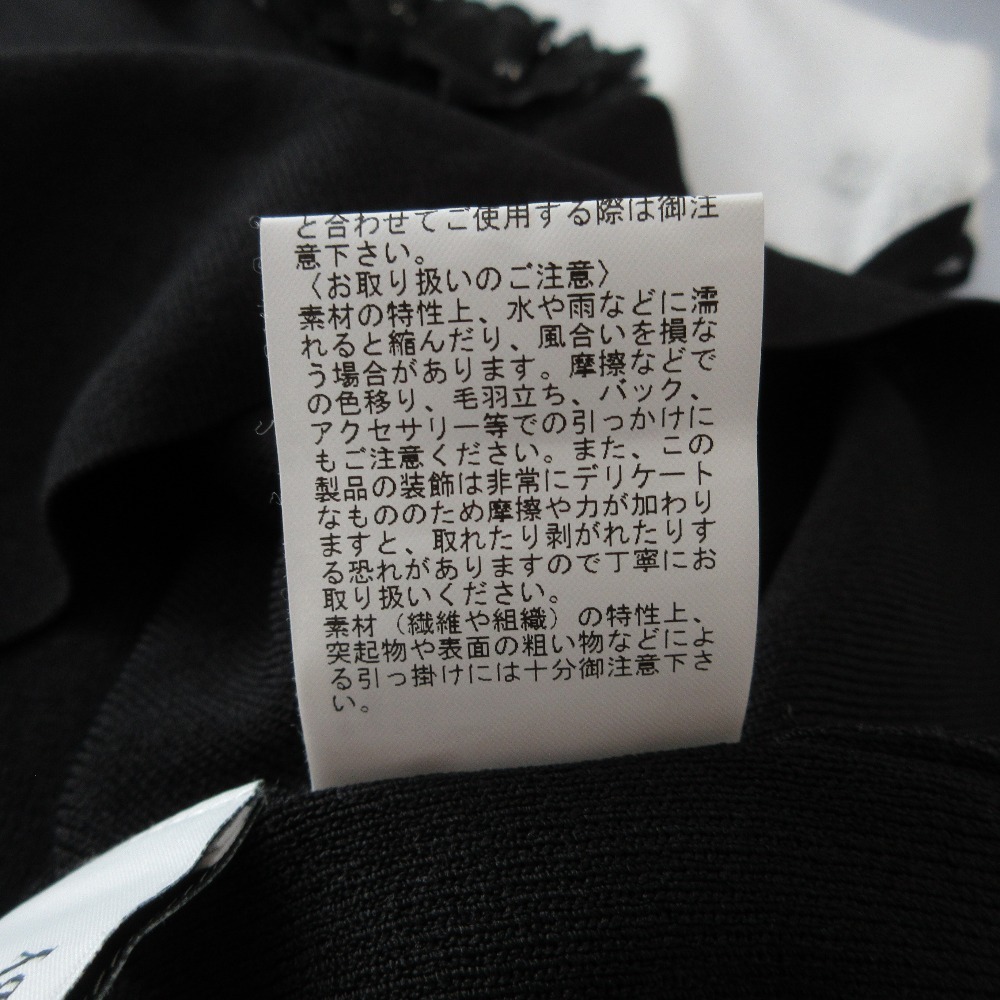 と合わせてご使用する際は御注
意下さい。
〈お取り扱いのご注意〉
素材の特性上、水や雨などに濡
れると縮んだり、風合いを損な
う場合があります。摩擦などで
の色移り、毛羽立ち、バック、
アクセサリー等での引っかけに
もご注意ください。また、この
製品の装飾は非常にデリケート
なもののため摩擦や力が加わり
ますと、取れたり剥がれたりす
る恐れがありますので丁寧にお
取り扱いください。
素材（繊維や組織）の特性上、
突起物や表面の粗い物などによ
る引っ掛けには十分御注意下さ
い。